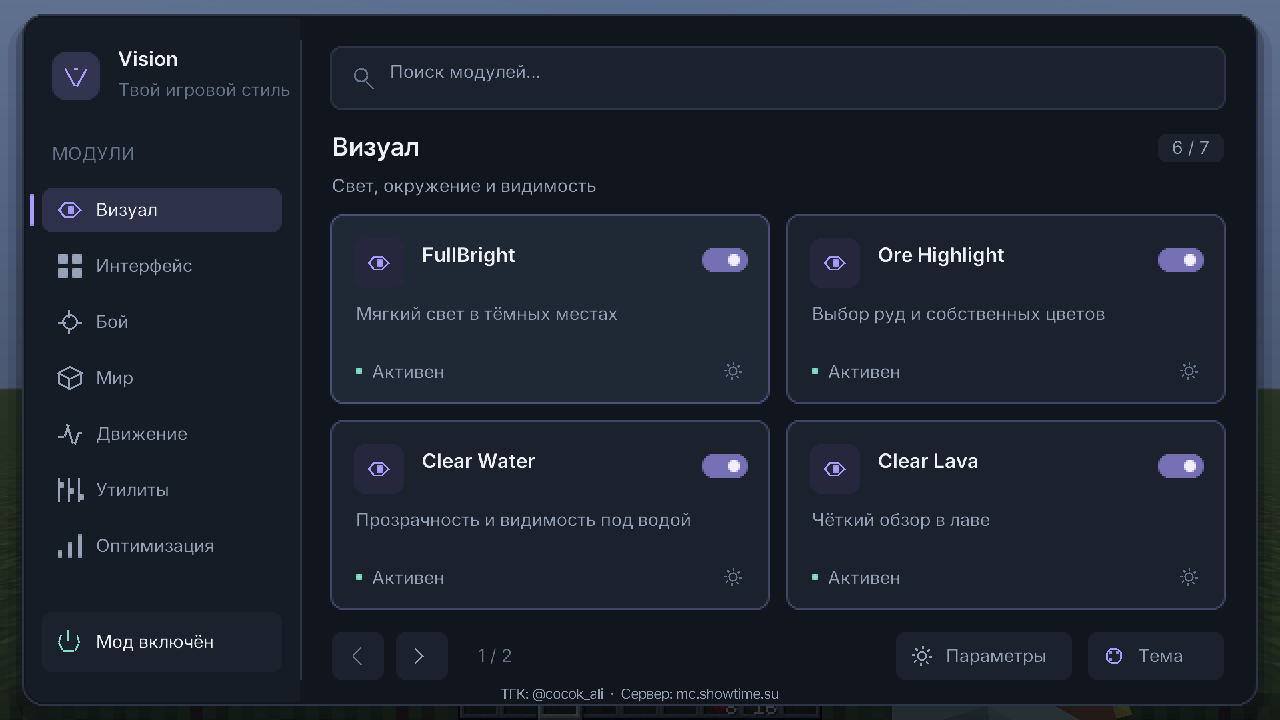 Vision
Твой игровой стиль
МОДУЛИ
Визуал
Интерфейс
Бой
Мир
Движение
Утилиты
Оптимизация
Мод включён
Поиск модулей...
Визуал
6 / 7
Свет, окружение и видимость
FullBright
Мягкий свет в тёмных местах
Активен
Ore Highlight
Выбор руд и собственных цветов
Активен
Clear Water
Прозрачность и видимость под водой
Активен
Clear Lava
Чёткий обзор в лаве
Активен
1 / 2
Параметры
Тема
ТГК: @cocok_ali · Сервер: mc.showtime.su